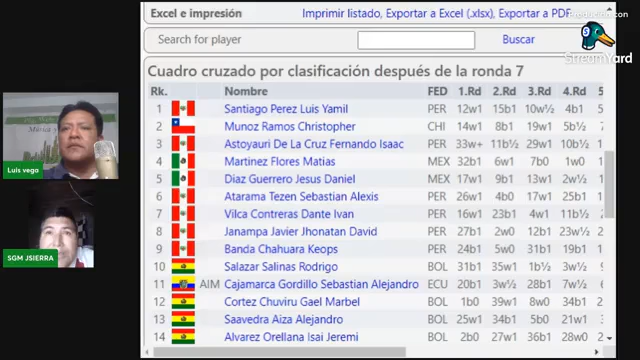 Excel e impresión
Imprimir listado, Exportar a Excel (.xlsx), Exportar a PDF
StreamYard
Search for player
Buscar
Cuadro cruzado por clasificación después de la ronda 7
Rk. Nombre FED 1.Rd 2.Rd 3.Rd 4.Rd 5
1 Santiago Perez Luis Yamil PER 12w1 15b1 10w½ 4b1
2 Munoz Ramos Christopher CHI 14w1 8b1 19w1 5b½
3 Astoyauri De La Cruz Fernando Isaac PER 33w+ 11b½ 29w1 10b½
4 Martinez Flores Matias MEX 32b1 6w1 7b0 1w0
5 Diaz Guerrero Jesus Daniel MEX 17w1 9b1 13w1 2w½
6 Atarama Tezen Sebastian Alexis PER 26w1 4b0 17w1 25b1
7 Vilca Contreras Dante Ivan PER 16w1 23b1 4w1 11b½
8 Janampa Javier Jhonatan David PER 27b1 2w0 12b1 23w½
9 Banda Chahuara Keops PER 24b1 5w0 31b1 19b1
10 Salazar Salinas Rodrigo BOL 31b1 35w1 1b½ 3w½
11 AIM Cajamarca Gordillo Sebastian Alejandro ECU 20b1 3w½ 28b1 7w½
12 Cortez Chuviru Gael Marbel BOL 1b0 39w1 8w0 34b1
13 Saavedra Aiza Alejandro BOL 25w1 34b1 5b0 21w1
14 Alvarez Orellana Isai Jeremi BOL 2b0 27w1 36b1 28w0
Luis vega
SGM JSIERRA